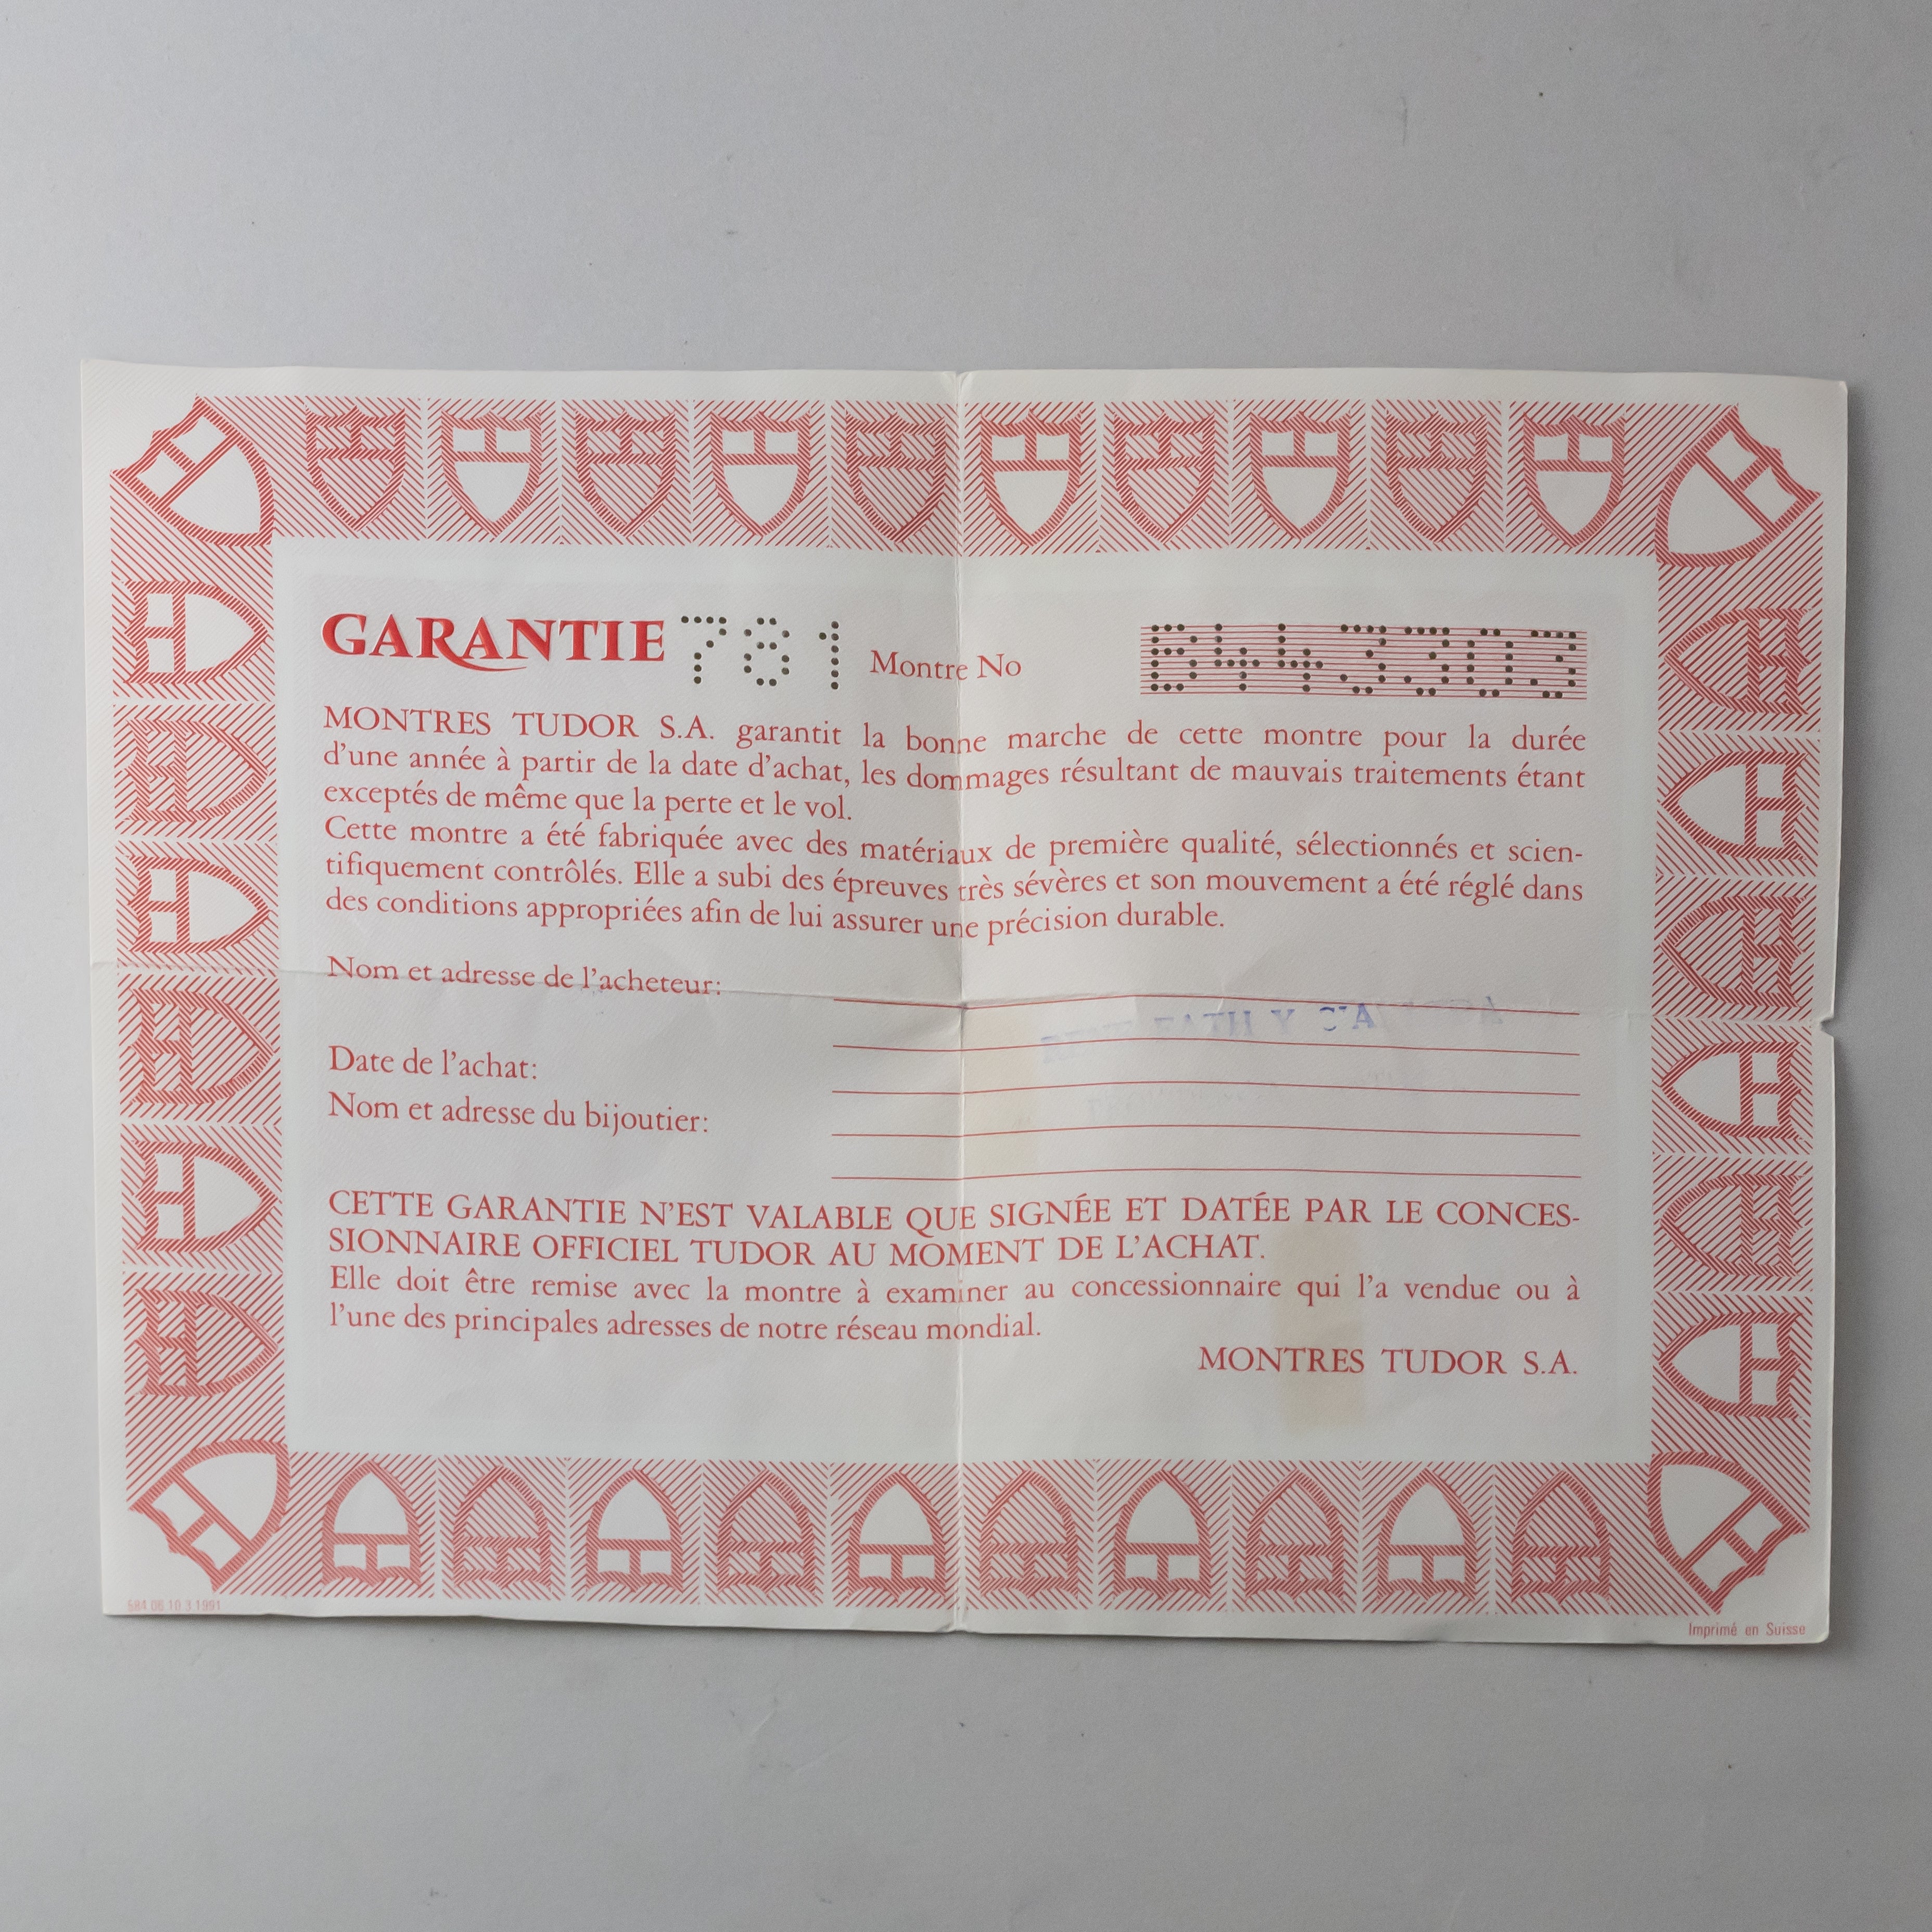 GARANTIE 781 Montre No B443303
MONTRES TUDOR S.A. garantit la bonne marche de cette montre pour la durée
d'une année à partir de la date d'achat, les dommages résultant de mauvais traitements étant
exceptés de même que la perte et le vol.
Cette montre a été fabriquée avec des matériaux de première qualité, sélectionnés et scien-
tifiquement contrôlés. Elle a subi des épreuves très sévères et son mouvement a été réglé dans
des conditions appropriées afin de lui assurer une précision durable.
Nom et adresse de l'acheteur:
Date de l'achat:
Nom et adresse du bijoutier:
CETTE GARANTIE N'EST VALABLE QUE SIGNÉE ET DATÉE PAR LE CONCES-
SIONNAIRE OFFICIEL TUDOR AU MOMENT DE L'ACHAT.
Elle doit être remise avec la montre à examiner au concessionnaire qui l'a vendue ou à
l'une des principales adresses de notre réseau mondial.
MONTRES TUDOR S.A.
564 06 10 3 1991
Imprimé en Suisse